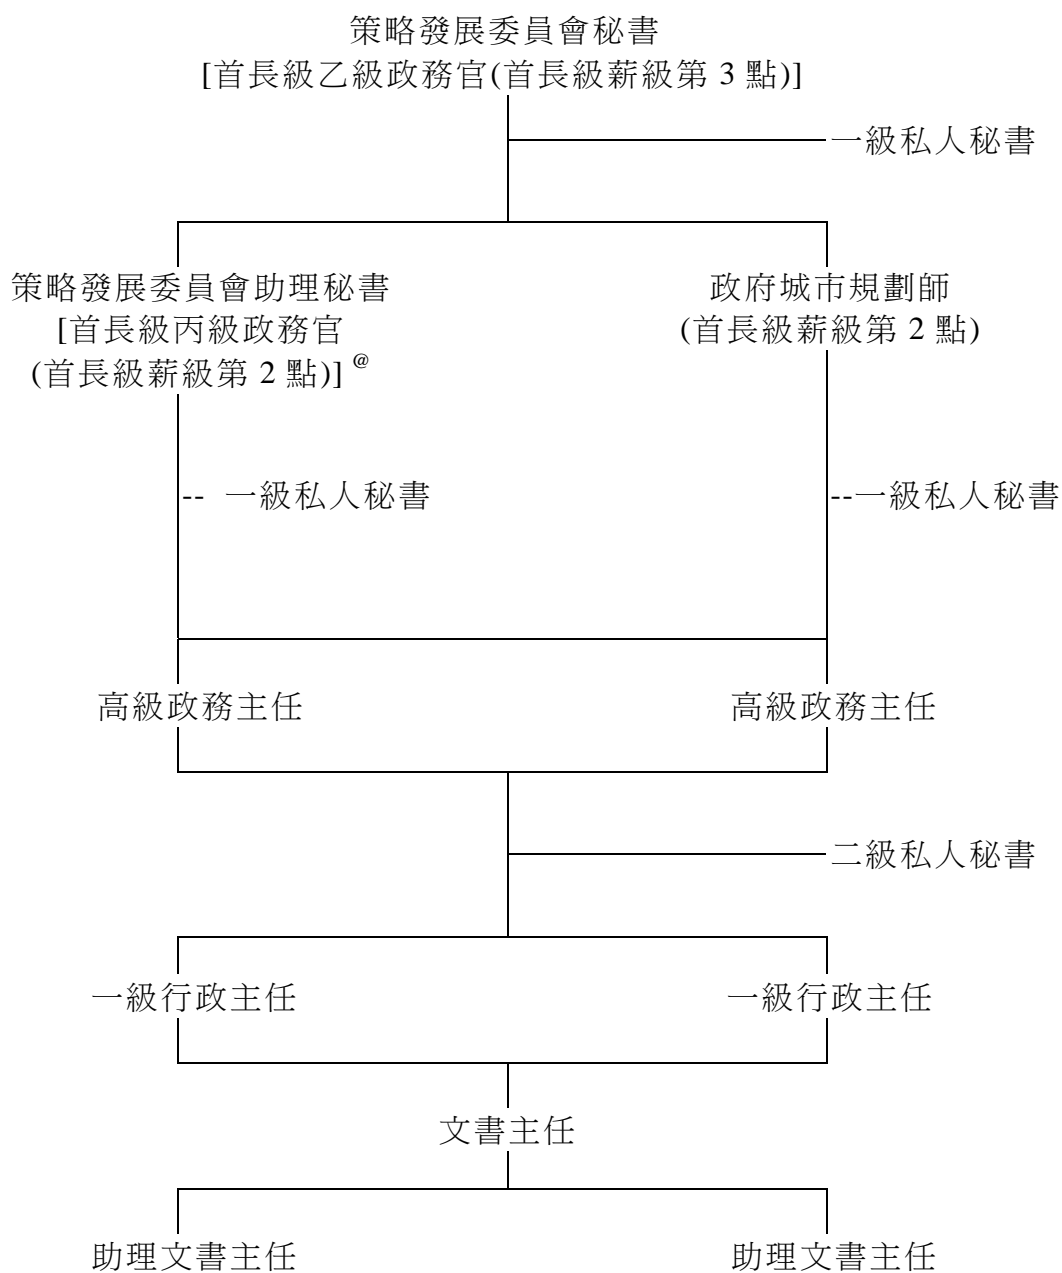 策略發展委員會秘書
[首長級乙級政務官(首長級薪級第 3 點)]
一級私人秘書
策略發展委員會助理秘書
[首長級丙級政務官
(首長級薪級第 2 點)] @
政府城市規劃師
(首長級薪級第 2 點)
-- 一級私人秘書
--一級私人秘書
高級政務主任
高級政務主任
二級私人秘書
一級行政主任
一級行政主任
文書主任
助理文書主任
助理文書主任